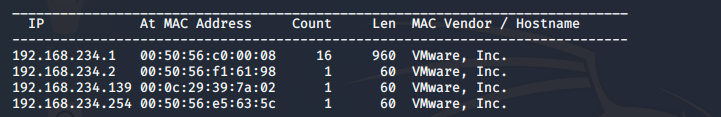 IP            At MAC Address     Count     Len  MAC Vendor / Hostname
192.168.234.1   00:50:56:c0:00:08     16     960  VMware, Inc.
192.168.234.2   00:50:56:f1:61:98      1      60  VMware, Inc.
192.168.234.139 00:0c:29:39:7a:02      1      60  VMware, Inc.
192.168.234.254 00:50:56:e5:63:5c      1      60  VMware, Inc.